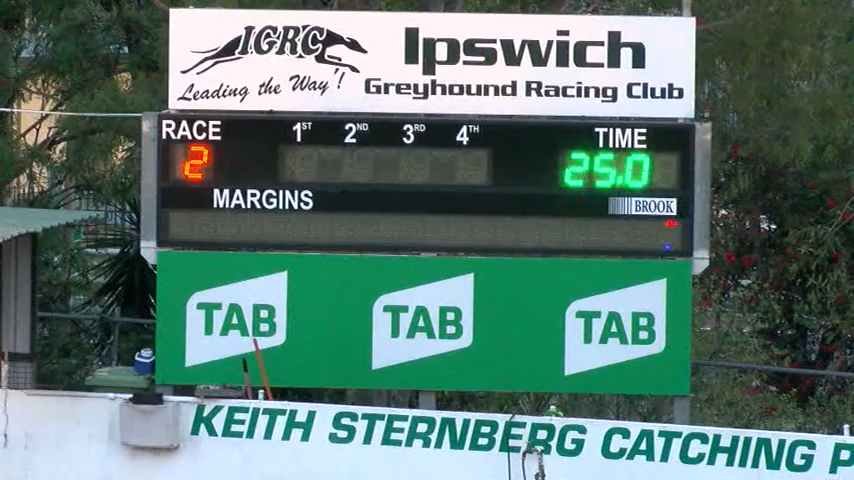 IGRC Ipswich
Leading the Way! Greyhound Racing Club
RACE 1ST 2ND 3RD 4TH TIME
2 25.0
MARGINS BROOK
TAB TAB TAB
KEITH STERNBERG CATCHING P